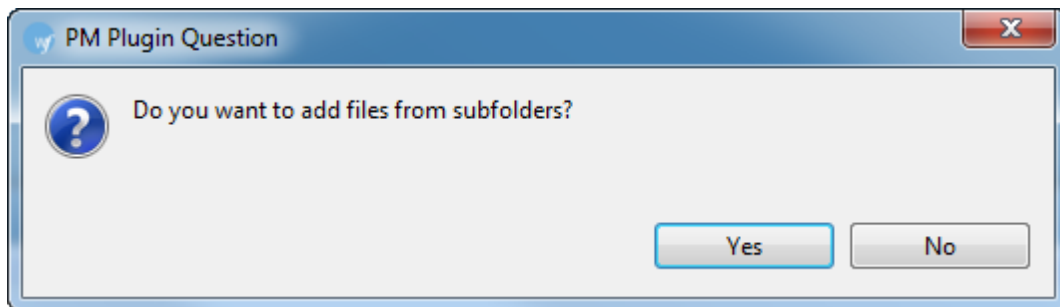 PM Plugin Question
Do you want to add files from subfolders?
Yes No